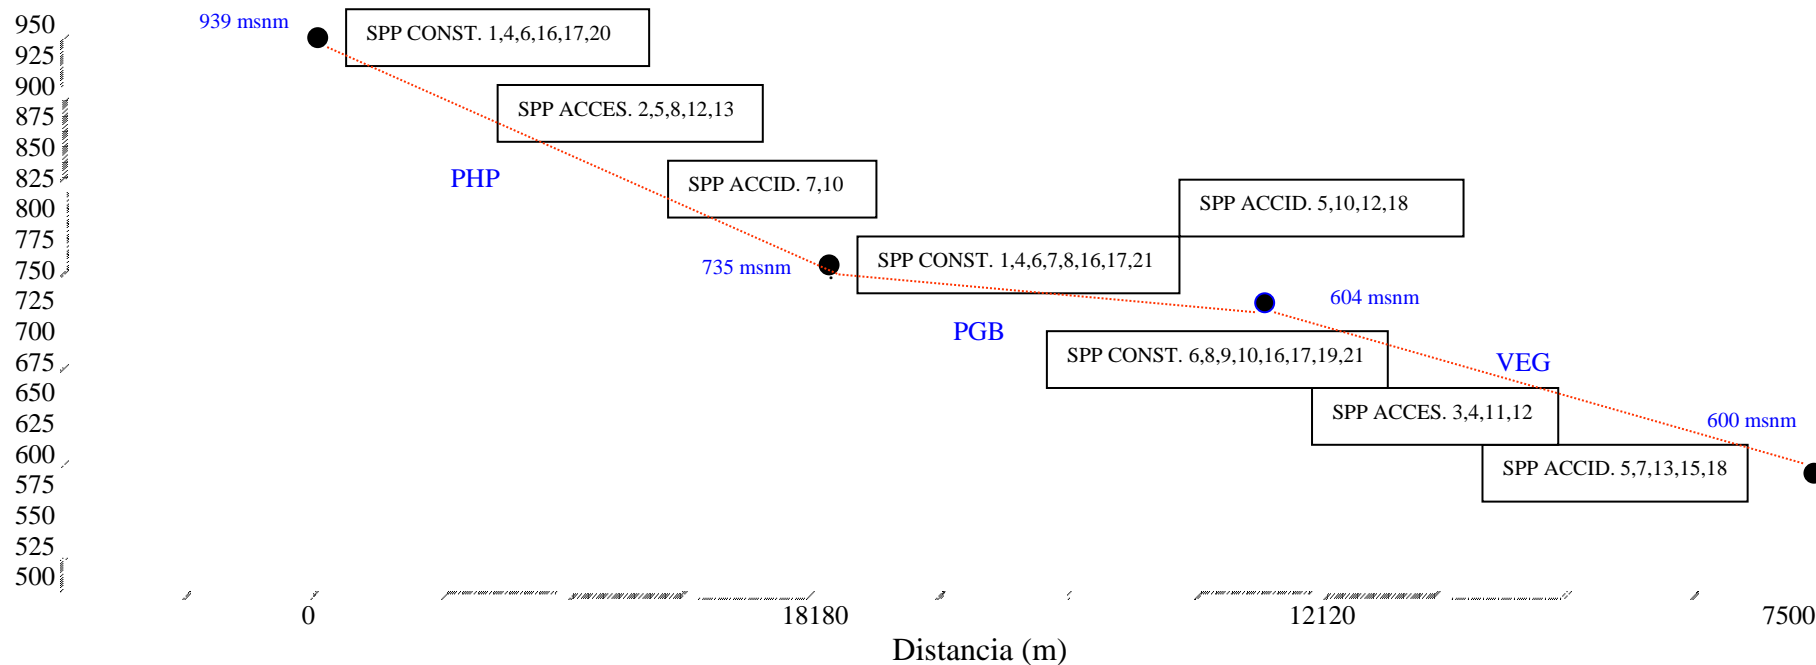 950
925
900
875
850
825
800
775
750
725
700
675
650
625
600
575
550
525
500
939 msnm
SPP CONST. 1,4,6,16,17,20
SPP ACCES. 2,5,8,12,13
PHP
SPP ACCID. 7,10
SPP ACCID. 5,10,12,18
735 msnm
SPP CONST. 1,4,6,7,8,16,17,21
604 msnm
PGB
SPP CONST. 6,8,9,10,16,17,19,21
VEG
SPP ACCES. 3,4,11,12
600 msnm
SPP ACCID. 5,7,13,15,18
0 18180 12120 7500
Distancia (m)